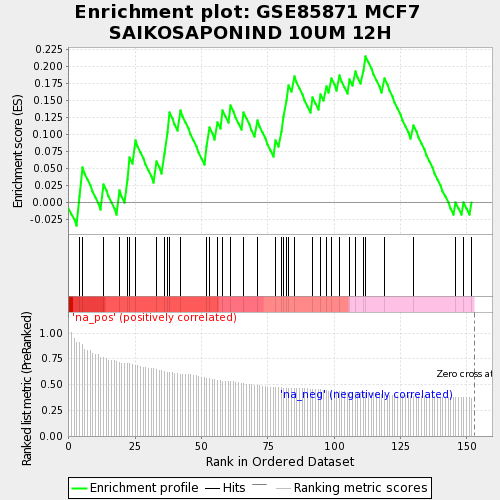 Enrichment plot: GSE85871 MCF7
SAIKOSAPONIND 10UM 12H
Enrichment score (ES)
0.225
0.200
0.175
0.150
0.125
0.100
0.075
0.050
0.025
0.000
-0.025
'na_pos' (positively correlated)
Ranked list metric (PreRanked)
1.00
0.75
0.50
0.25
0.00
Zero cross at
'na_neg' (negatively correlated)
0
25
50
75
100
125
150
Rank in Ordered Dataset
Enrichment profile
Hits
Ranking metric scores